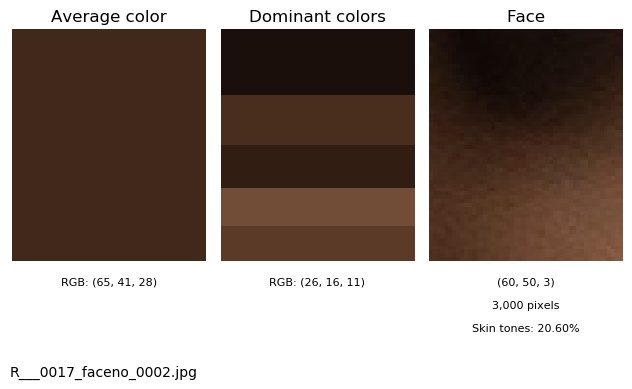 Average color
Dominant colors
Face
RGB: (65, 41, 28)
RGB: (26, 16, 11)
(60, 50, 3)
3,000 pixels
Skin tones: 20.60%
R___0017_faceno_0002.jpg